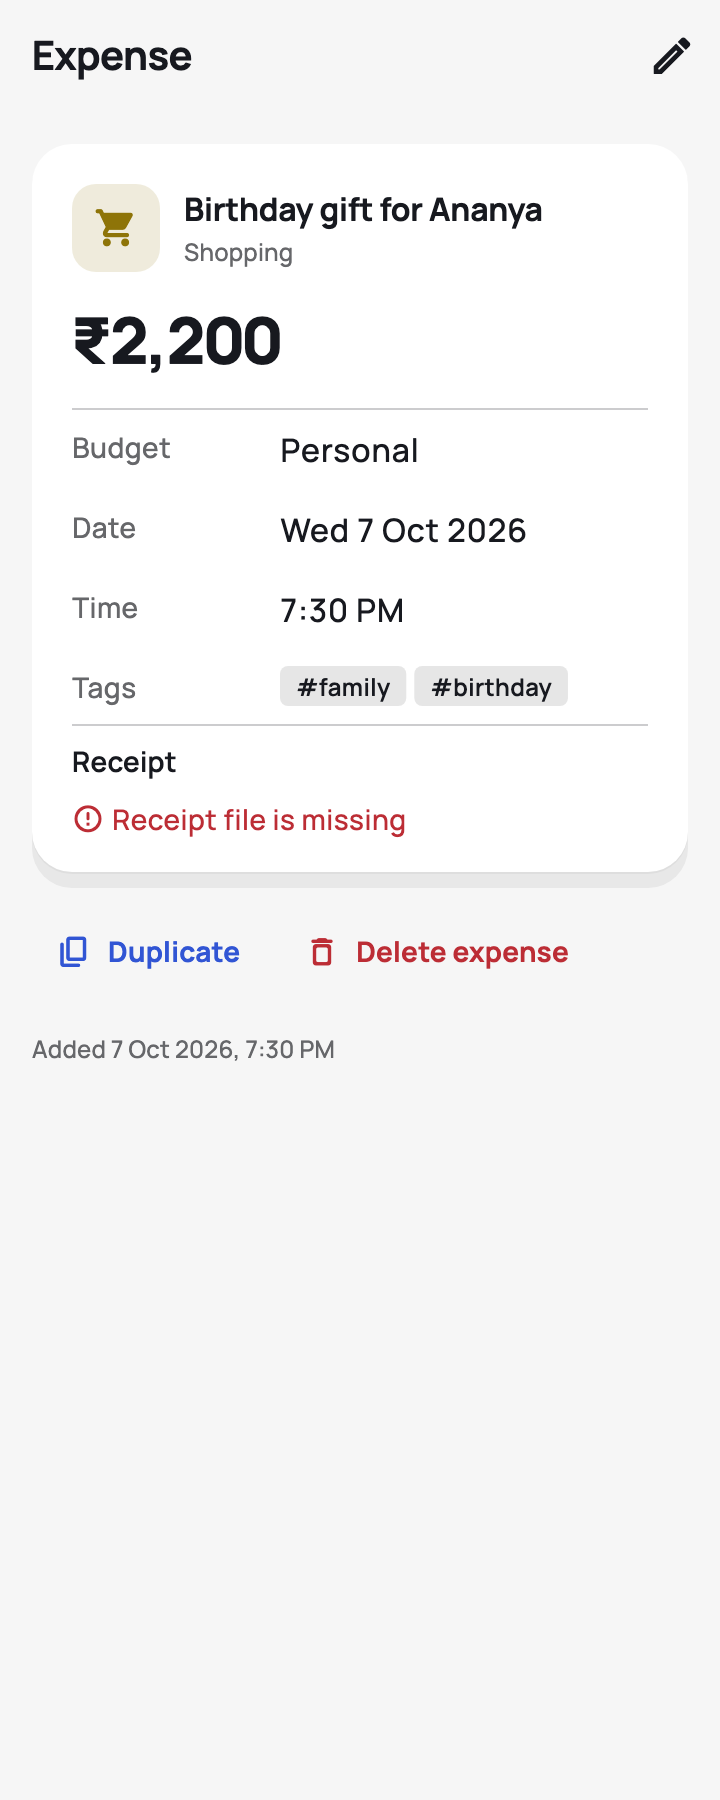 Expense
Birthday gift for Ananya
Shopping
₹2,200
Budget Personal
Date Wed 7 Oct 2026
Time 7:30 PM
Tags #family #birthday
Receipt
Receipt file is missing
Duplicate Delete expense
Added 7 Oct 2026, 7:30 PM